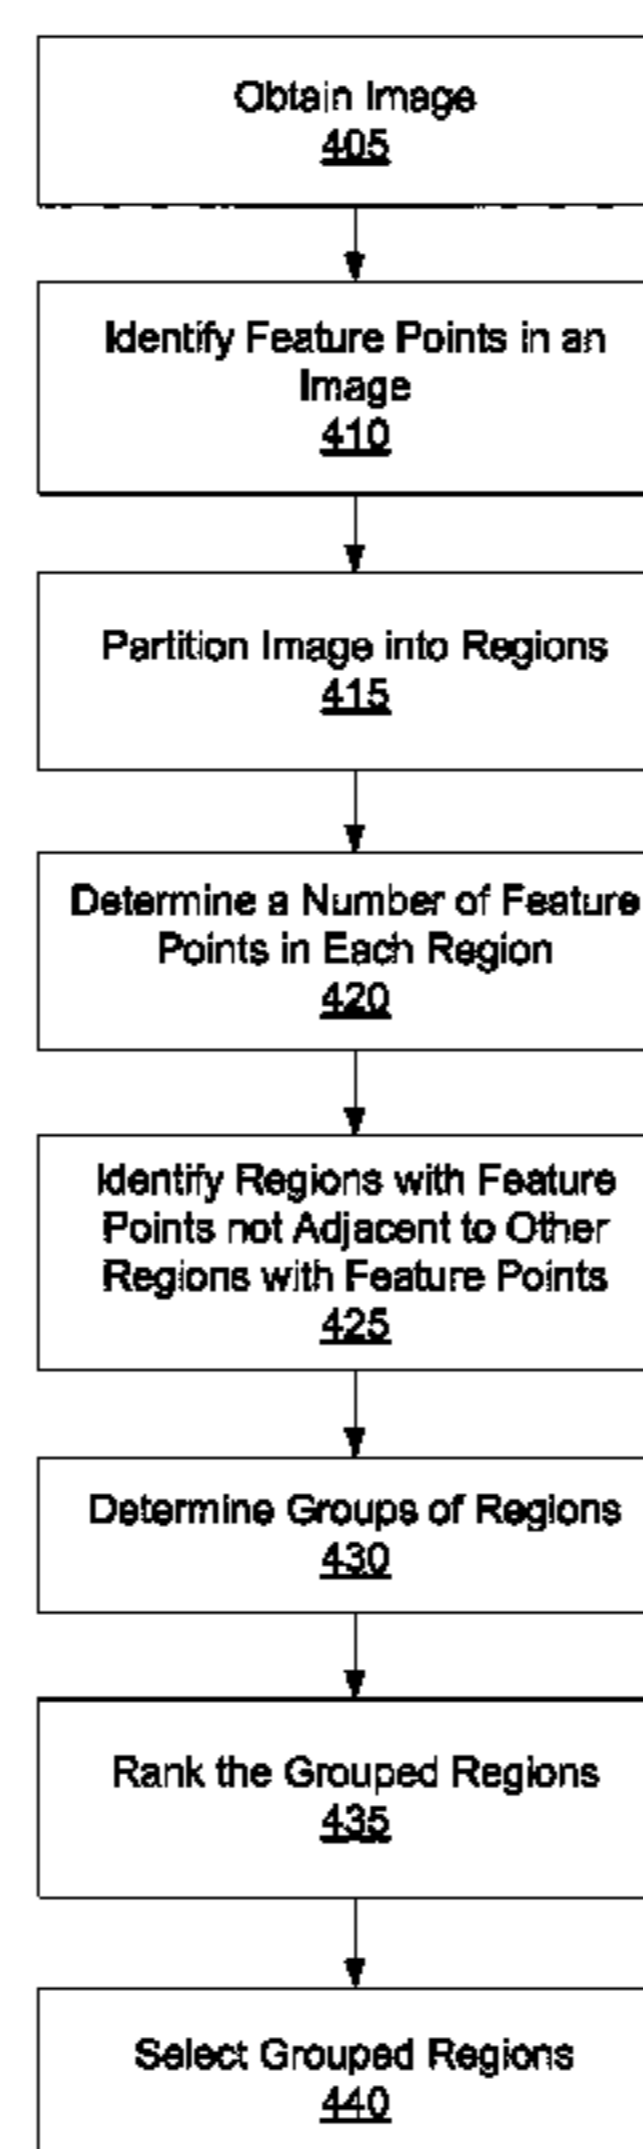 Obtain Image
405
Identify Feature Points in an
Image
410
Partition Image into Regions
415
Determine a Number of Feature
Points in Each Region
420
Identify Regions with Feature
Points not Adjacent to Other
Regions with Feature Points
425
Determine Groups of Regions
430
Rank the Grouped Regions
435
Select Grouped Regions
440